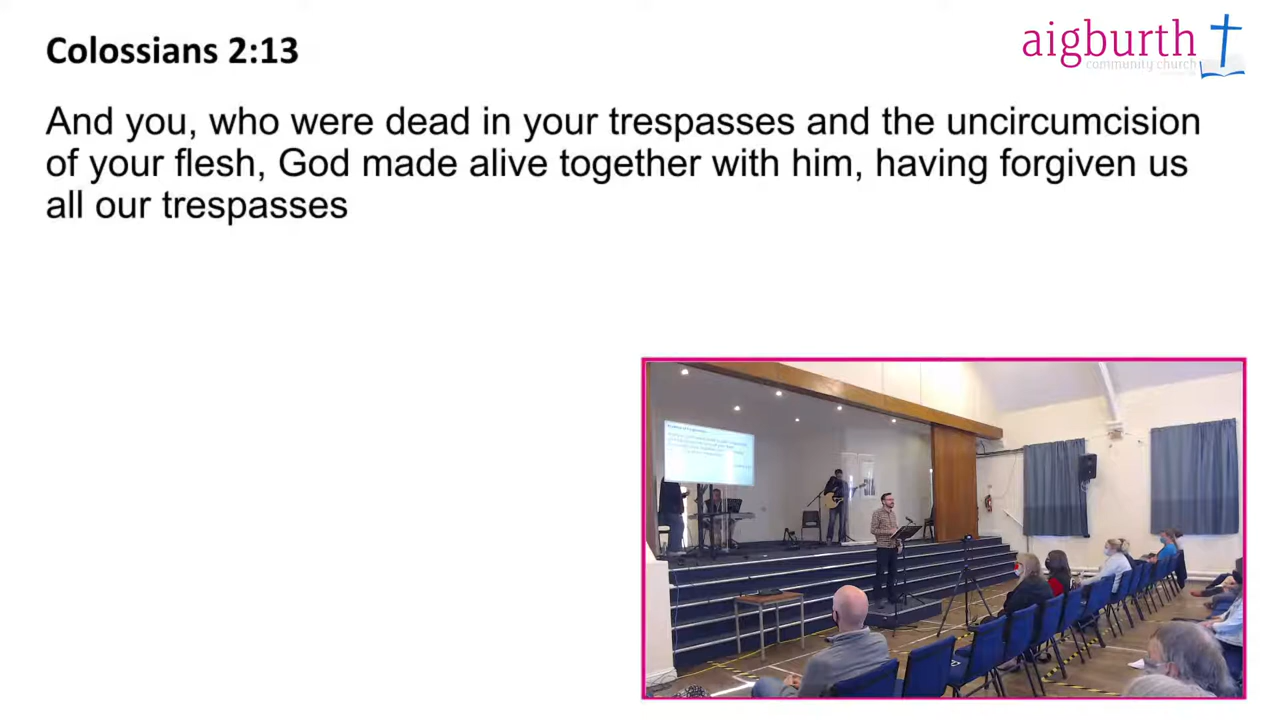 Colossians 2:13
aigburth
community church
And you, who were dead in your trespasses and the uncircumcision
of your flesh, God made alive together with him, having forgiven us
all our trespasses